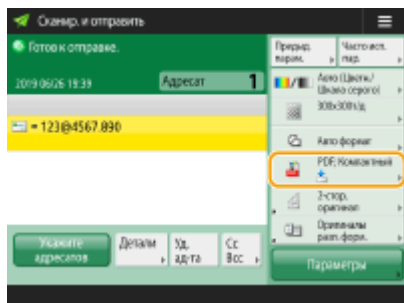 Сканир. и отправить
Готов к отправке.
2019 06/26 19:39
Адресат 1
= 123@4567.890
Укажите адресатов
Детали
Уд. ад-та
Cc Bcc
Предыд. парам.
Часто исп. пар.
Авто (Цветн./ Шкала серого)
300x300т/д
Авто формат
PDF; Компактный
2-стор. оригинал
Оригиналы разн. форм.
Параметры